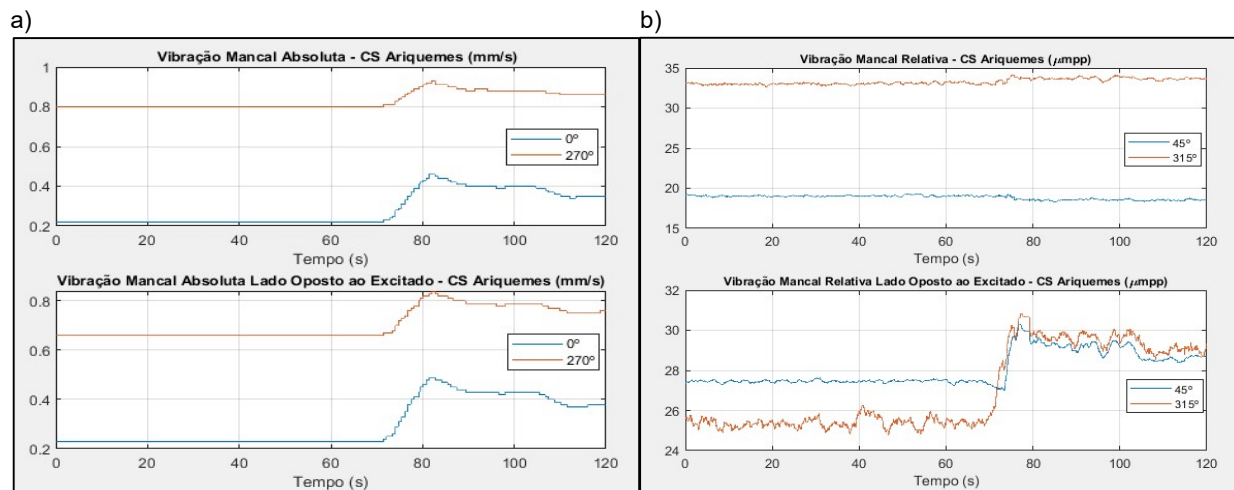 a)
Vibração Mancal Absoluta - CS Ariquemes (mm/s)
1
0.8
0.6
0.4
0.2
0º
270º
0 20 40 60 80 100 120
Tempo (s)
Vibração Mancal Absoluta Lado Oposto ao Excitado - CS Ariquemes (mm/s)
0.8
0.6
0.4
0.2
0º
270º
0 20 40 60 80 100 120
Tempo (s)
b)
Vibração Mancal Relativa - CS Ariquemes (μmpp)
35
30
25
20
15
45º
315º
0 20 40 60 80 100 120
Tempo (s)
Vibração Mancal Relativa Lado Oposto ao Excitado - CS Ariquemes (μmpp)
30
28
26
24
45º
315º
0 20 40 60 80 100 120
Tempo (s)